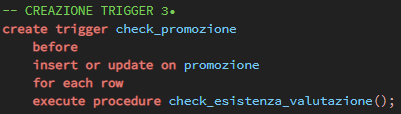 -- CREAZIONE TRIGGER 3•
create trigger check_promozione
before
insert or update on promozione
for each row
execute procedure check_esistenza_valutazione();